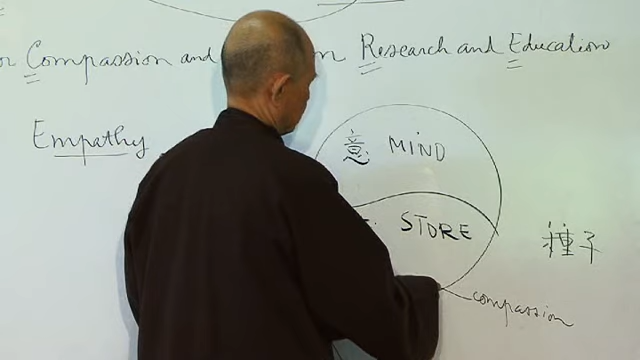 Compassion and Research and Education
Empathy
意 MIND
STORE
種子
compassion